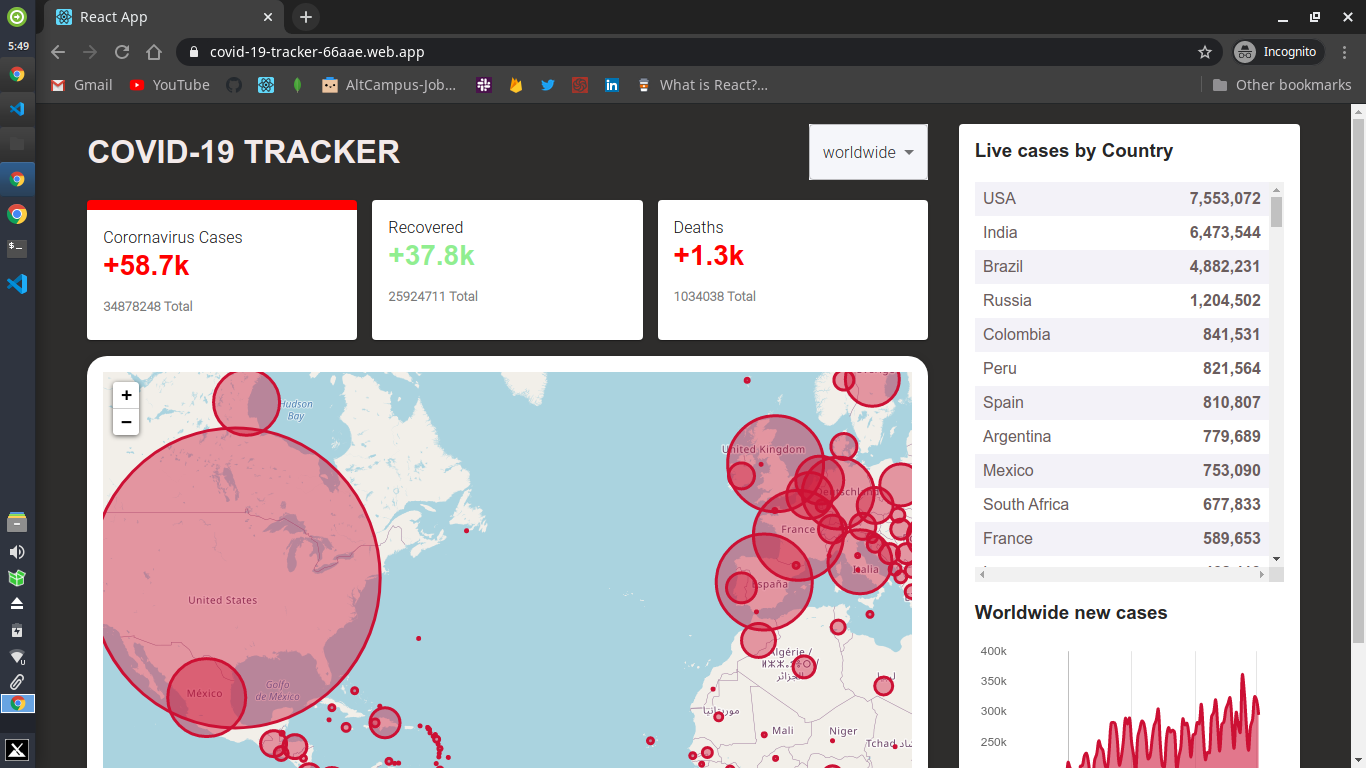 React App
5:49
covid-19-tracker-66aae.web.app
Incognito
Gmail
YouTube
AltCampus-Job...
What is React?...
Other bookmarks
COVID-19 TRACKER
worldwide
Corornavirus Cases
+58.7k
34878248 Total
Recovered
+37.8k
25924711 Total
Deaths
+1.3k
1034038 Total
+
−
Hudson
Bay
United States
México
Golfo
de México
United Kingdom
Deutschland
France
España
Italia
Algérie /
الجزائر
موريتانيا
Mali
Niger
Live cases by Country
USA 7,553,072
India 6,473,544
Brazil 4,882,231
Russia 1,204,502
Colombia 841,531
Peru 821,564
Spain 810,807
Argentina 779,689
Mexico 753,090
South Africa 677,833
France 589,653
Worldwide new cases
400k
350k
300k
250k